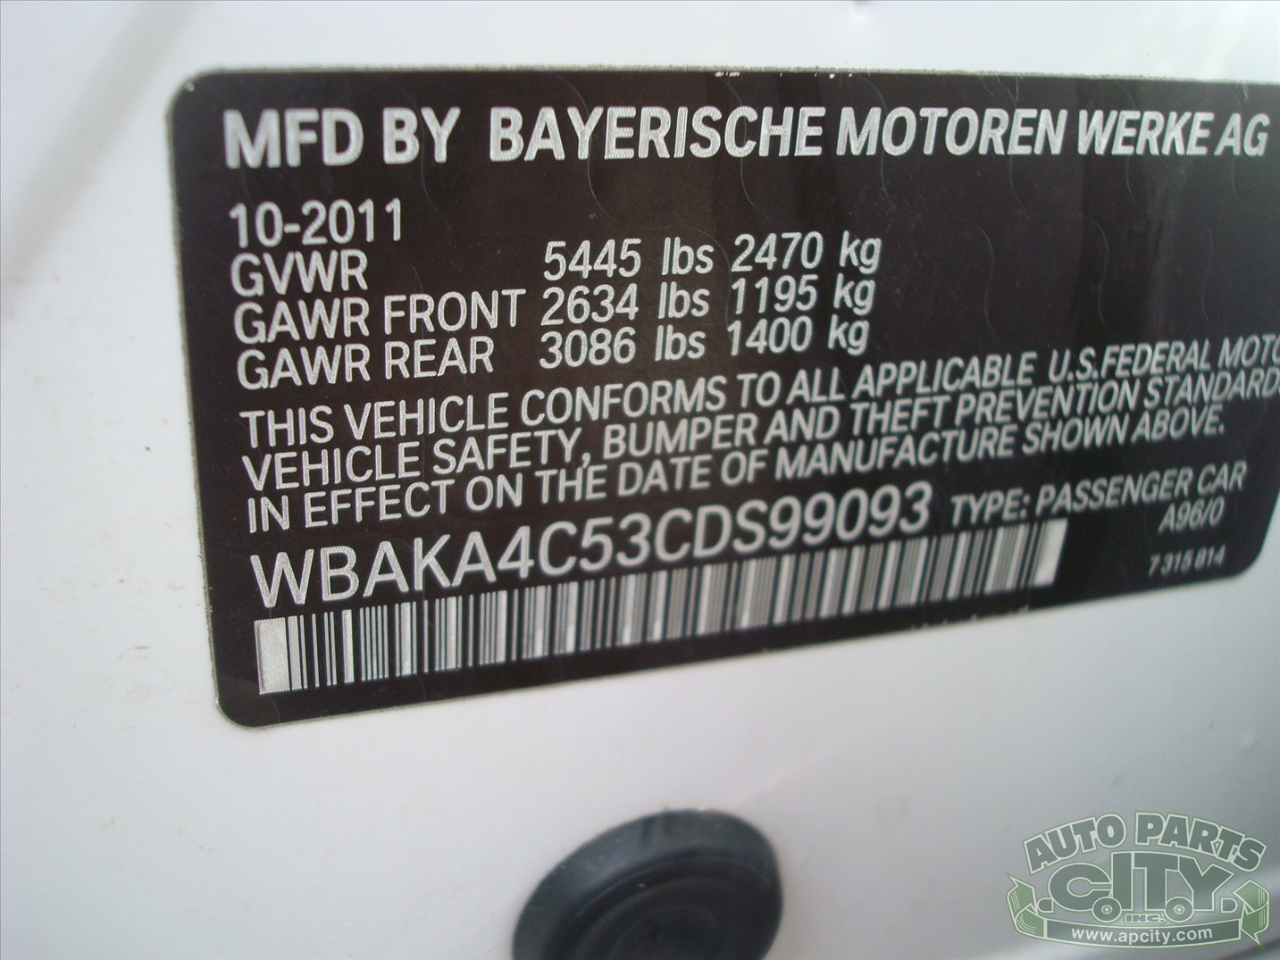 MFD BY BAYERISCHE MOTOREN WERKE AG
10-2011
GVWR 5445 lbs 2470 kg
GAWR FRONT 2634 lbs 1195 kg
GAWR REAR 3086 lbs 1400 kg
THIS VEHICLE CONFORMS TO ALL APPLICABLE U.S.FEDERAL MOTO
VEHICLE SAFETY, BUMPER AND THEFT PREVENTION STANDARD
IN EFFECT ON THE DATE OF MANUFACTURE SHOWN ABOVE.
WBAKA4C53CDS99093 TYPE: PASSENGER CAR
A96/0
7 315 814
AUTO PARTS
C.I.T.Y.
INC.
www.apcity.com